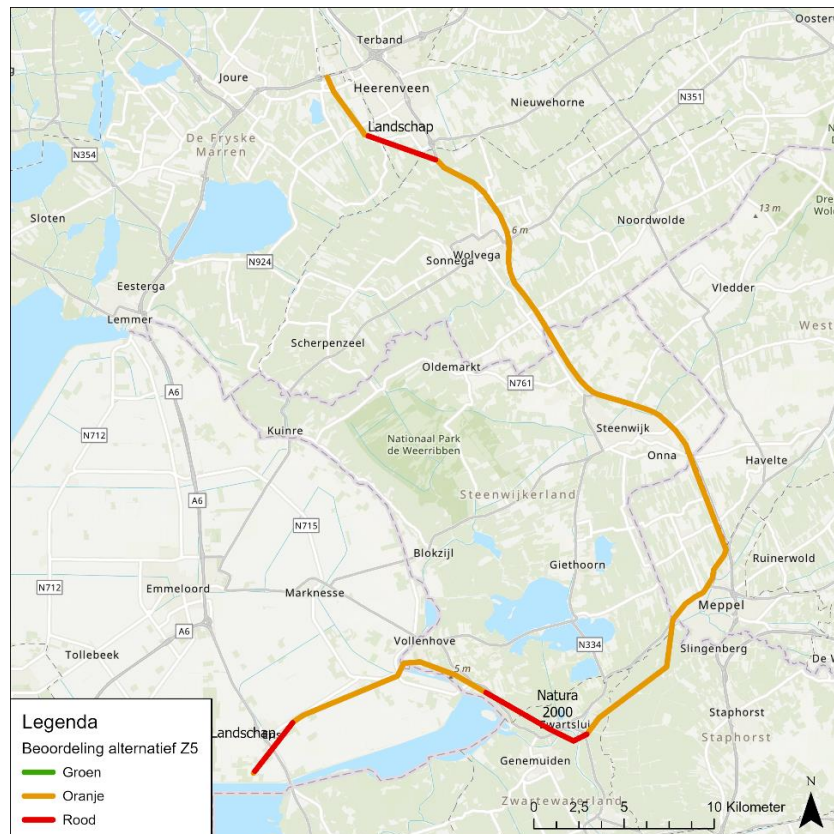 Terband
Oosterw
Joure
Heerenveen
N351
Nieuwehorne
Landschap
De Fryske
Marren
N354
Sloten
13 m
Noordwolde
6 m
Sonnega
Wolvega
N924
Eesterga
Vledder
Lemmer
West
Scherpenzeel
Oldemarkt
A6
N761
N712
Kuinre
Steenwijk
Nationaal Park
de Weerribben
Onna
Havelte
A6
Steenwijkerland
N715
Blokzijl
Giethoorn
Ruinerwold
N712
Emmeloord
Marknesse
Meppel
A6
Vollenhove
N334
Slingenberg
Tollebeek
De W
5 m
Natura
2000
Staphorst
Landschap
Staphorst
Genemuiden
Zwartewaterland
Legenda
Beoordeling alternatief Z5
Groen
Oranje
Rood
0 2,5 5 10 Kilometer
N